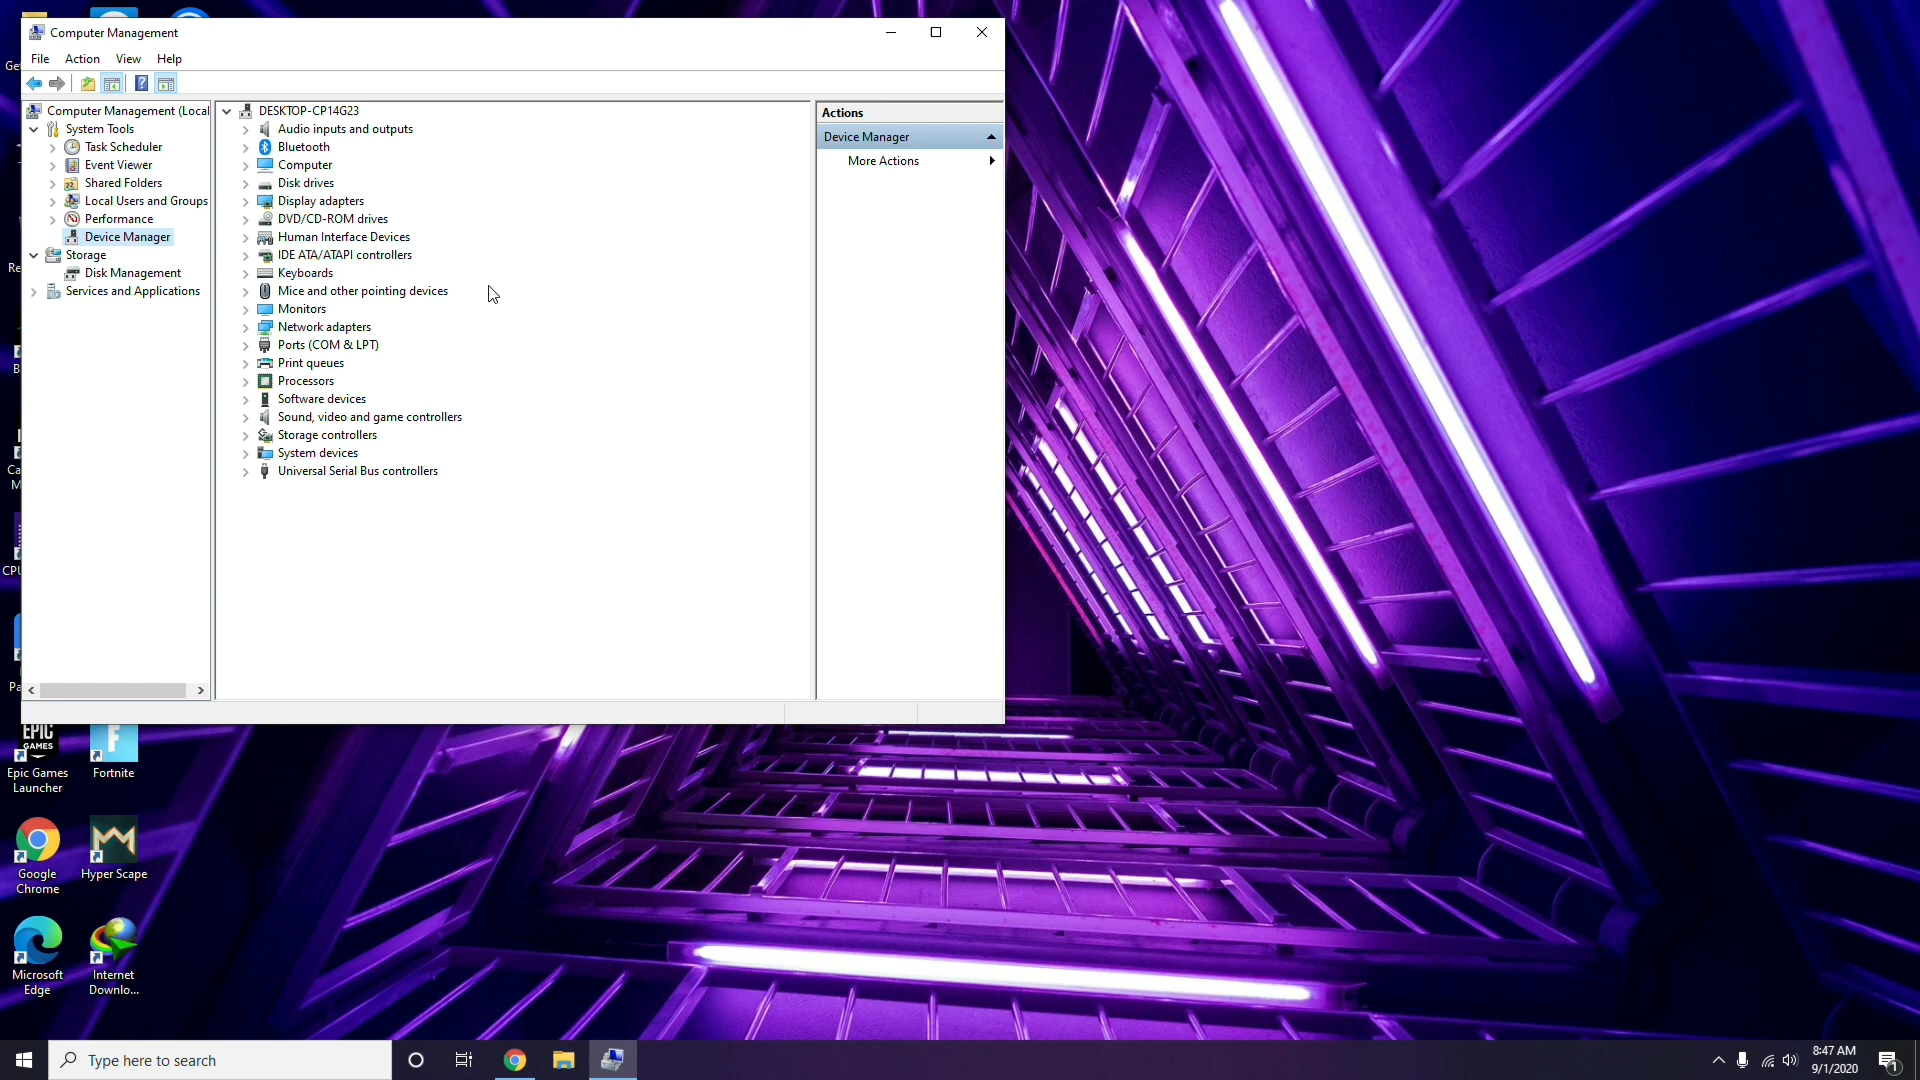 Computer Management
File Action View Help
Computer Management (Local
System Tools
Task Scheduler
Event Viewer
Shared Folders
Local Users and Groups
Performance
Device Manager
Storage
Disk Management
Services and Applications
DESKTOP-CP14G23
Audio inputs and outputs
Bluetooth
Computer
Disk drives
Display adapters
DVD/CD-ROM drives
Human Interface Devices
IDE ATA/ATAPI controllers
Keyboards
Mice and other pointing devices
Monitors
Network adapters
Ports (COM & LPT)
Print queues
Processors
Software devices
Sound, video and game controllers
Storage controllers
System devices
Universal Serial Bus controllers
Actions
Device Manager
More Actions
EPIC
GAMES
Epic Games
Launcher
F
Fortnite
Google
Chrome
Hyper Scape
Microsoft
Edge
Internet
Downlo...
Type here to search
8:47 AM
9/1/2020
1